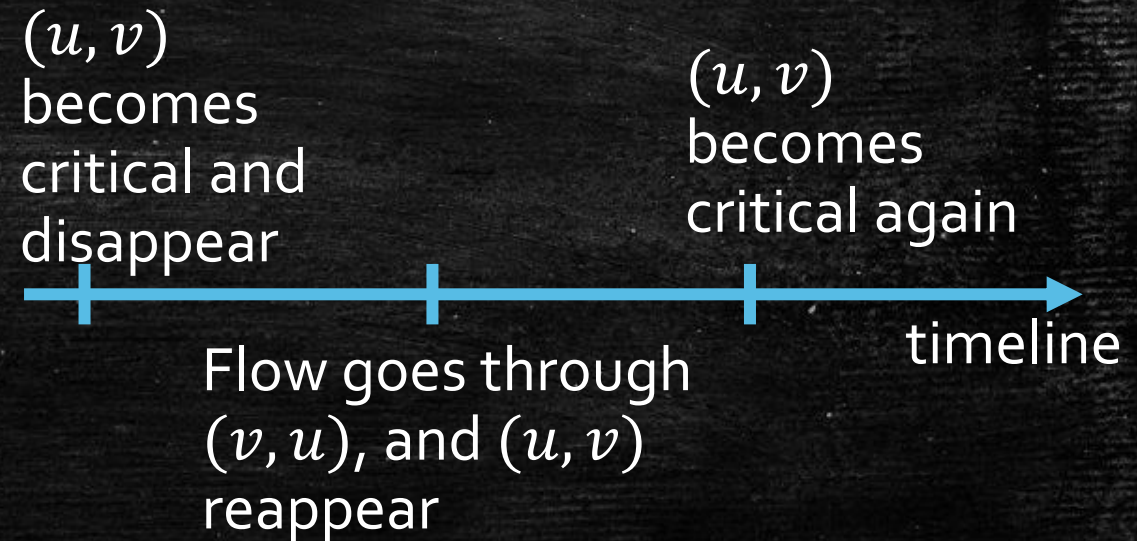 (u, v)
becomes
critical and
disappear
(u, v)
becomes
critical again
timeline
Flow goes through
(v, u), and (u, v)
reappear